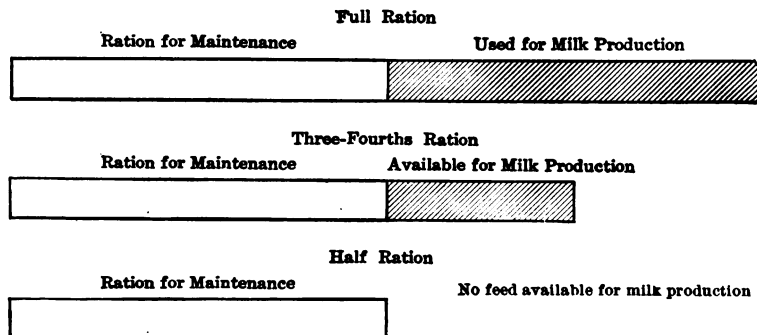 Full Ration
Ration for Maintenance Used for Milk Production
Three-Fourths Ration
Ration for Maintenance Available for Milk Production
Half Ration
Ration for Maintenance
No feed available for milk production